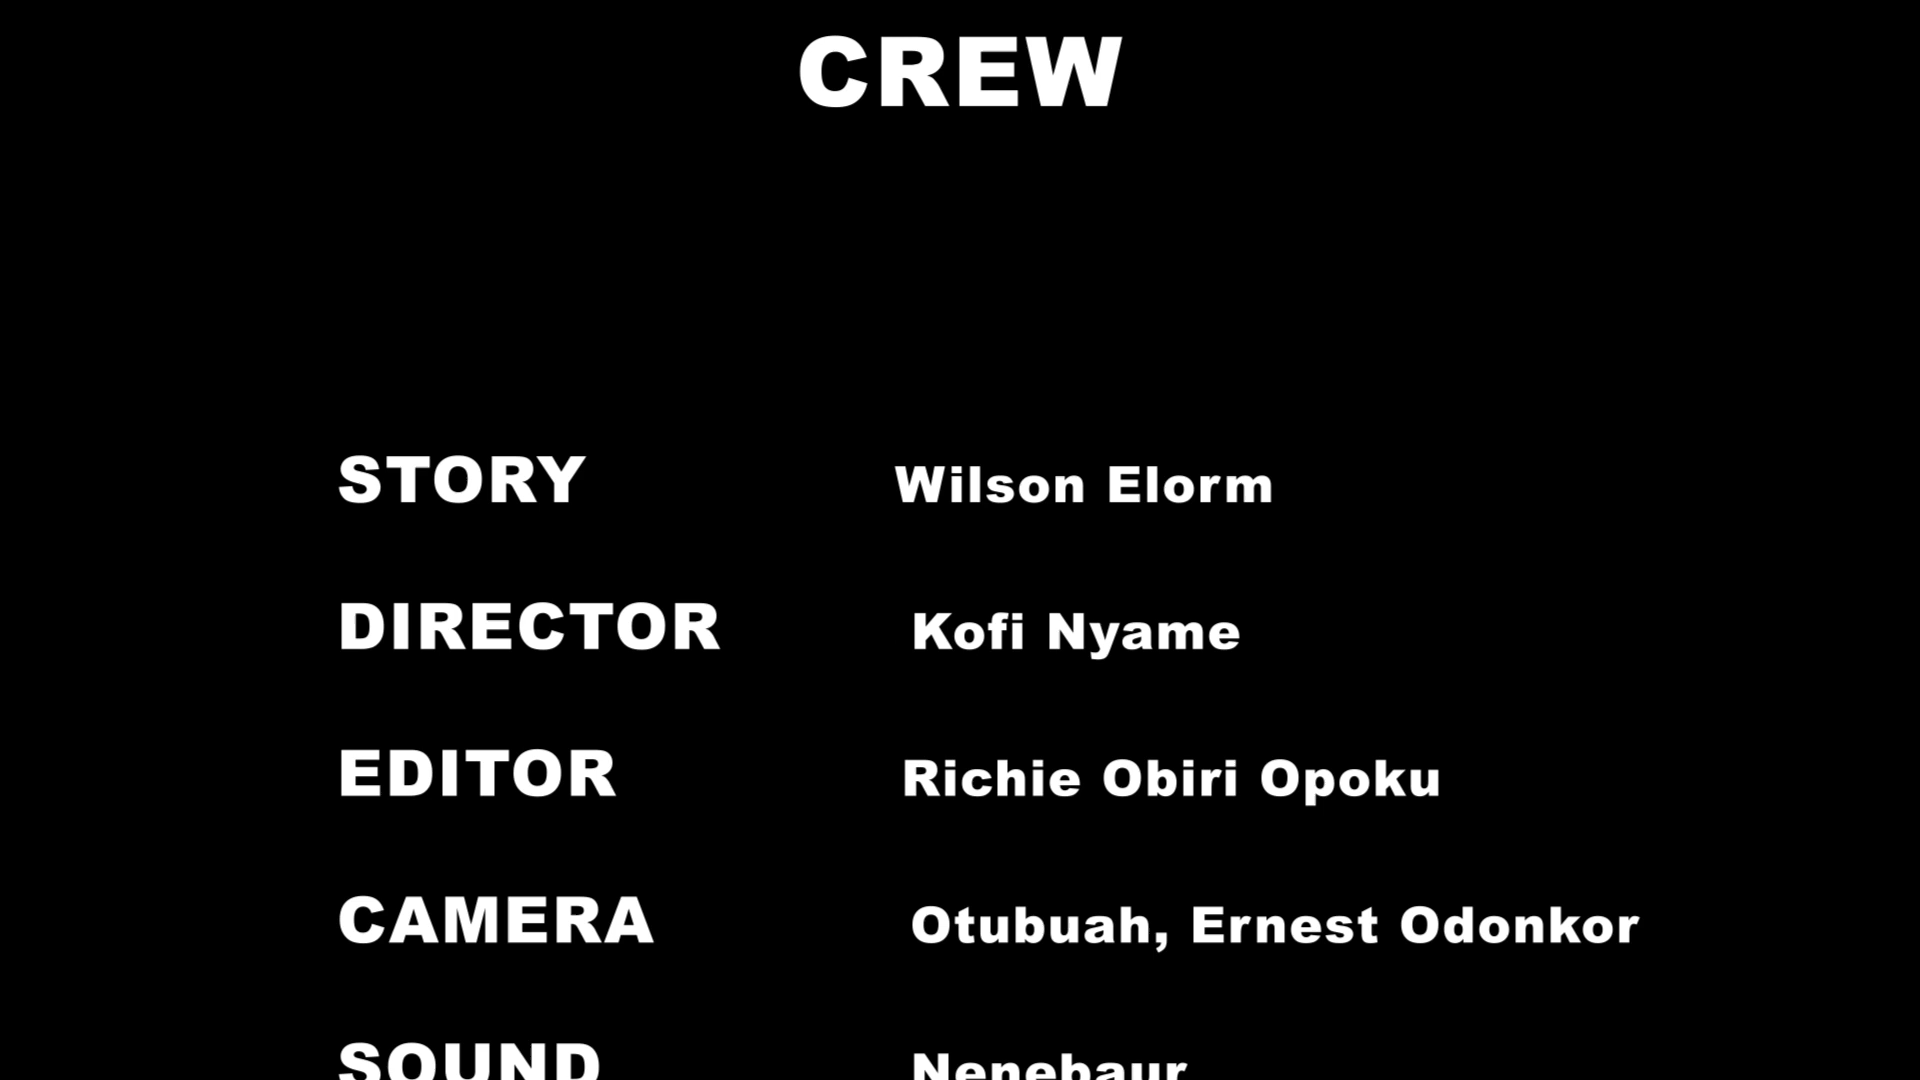 CREW
STORY Wilson Elorm
DIRECTOR Kofi Nyame
EDITOR Richie Obiri Opoku
CAMERA Otubuah, Ernest Odonkor
SOUND Nenebaur